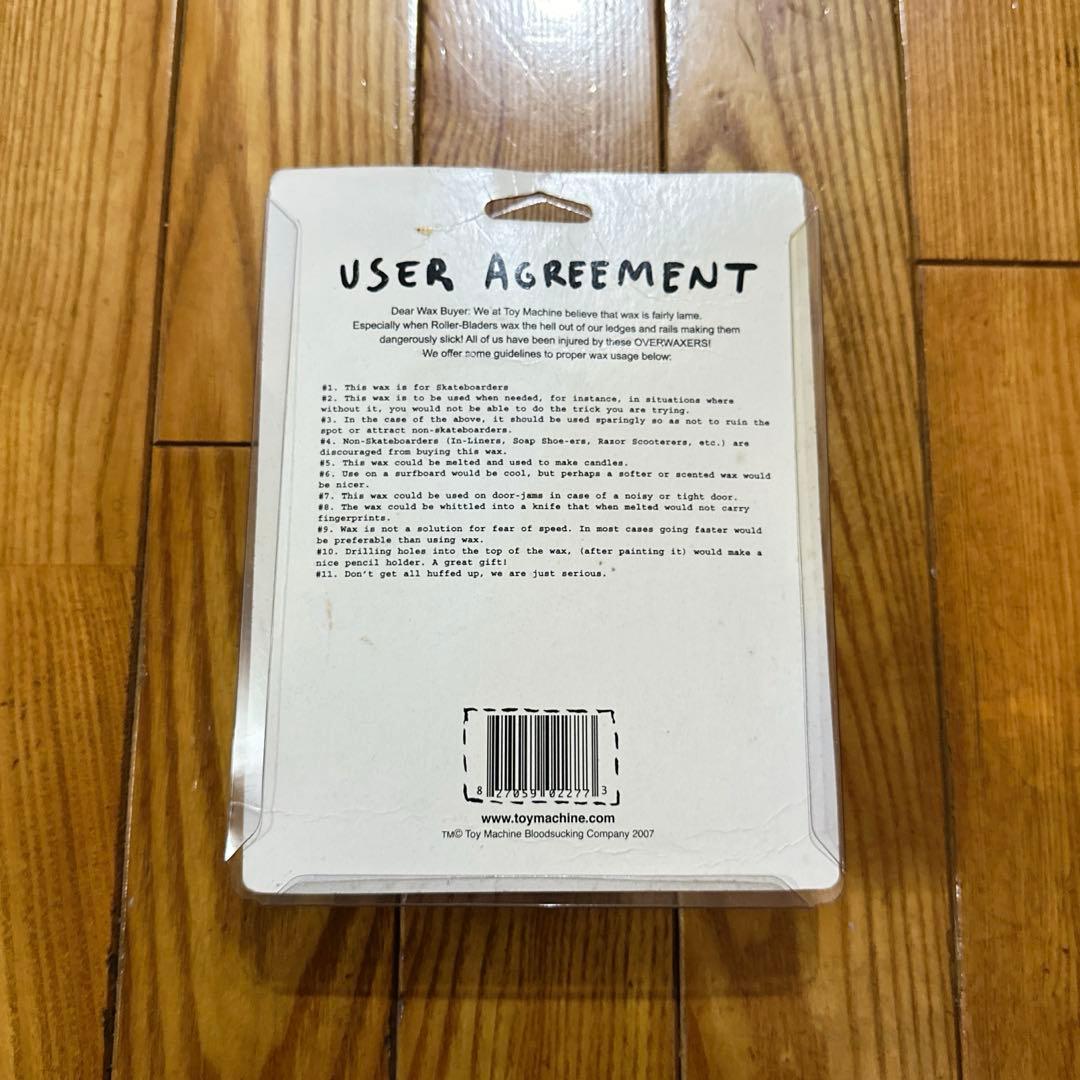 USER AGREEMENT
Dear Wax Buyer: We at Toy Machine believe that wax is fairly lame.
Especially when Roller-Bladers wax the hell out of our ledges and rails making them
dangurously slick! All of us have been injured by these OVERWAXERS!
We offer some guidelines to proper wax usage below:
#1. This wax is for Skateboarders
#2. This wax is to be used when needed, for instance, in situations where
without it, you would not be able to do the trick you are trying.
#3. In the case of the above, it should be used sparingly so as not to ruin the
spot or attract non-skateboarders.
#4. Non-Skateboarders (In-Liners, Soap Shoe-ers, Razor Scooterers, etc.) are
discouraged from buying this wax.
#5. This wax could be melted and used to make candles.
#6. Use on a surfboard would be cool, but perhaps a softer or scented wax would
be nicer.
#7. This wax could be used on door-jams in case of a noisy or tight door.
#8. The wax could be whittled into a knife that when melted would not carry
fingerprints.
#9. Wax is not a solution for fear of speed. In most cases going faster would
be preferable than using wax.
#10. Drilling holes into the top of the wax, (after painting it) would make a
nice pencil holder. A great gift!
#11. Don't get all huffed up, we are just serious.
8 27059 02277 3
www.toymachine.com
TM© Toy Machine Bloodsucking Company 2007